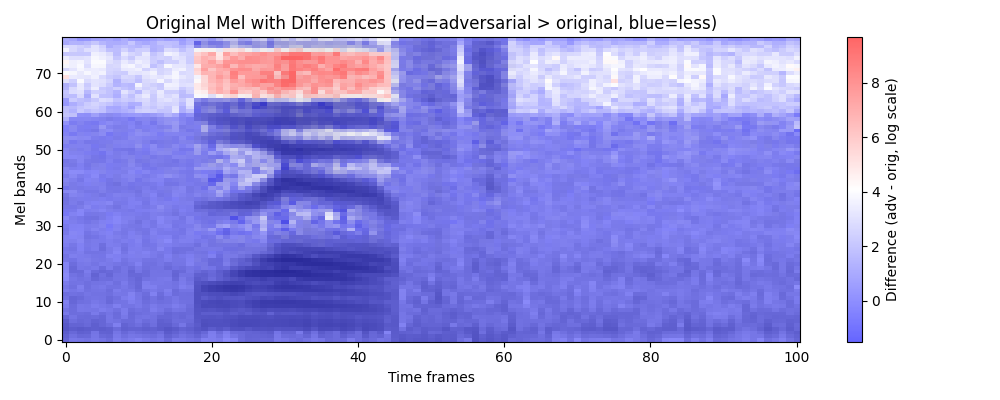 Original Mel with Differences (red=adversarial > original, blue=less)
Mel bands
70
60
50
40
30
20
10
0
0 20 40 60 80 100
Time frames
8
6
4
2
0
Difference (adv - orig, log scale)